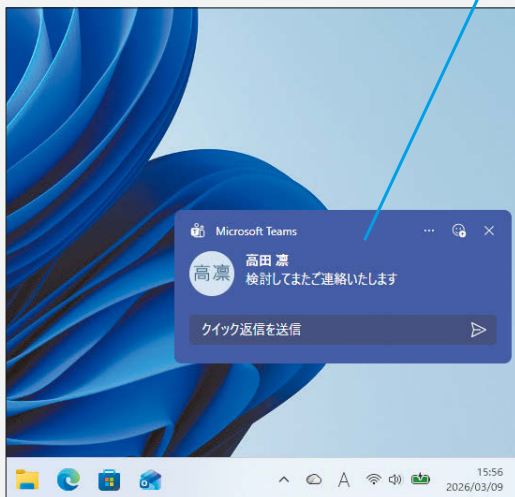 Microsoft Teams
高凛
高田 凛
検討してまたご連絡いたします
クイック返信を送信
A
15:56
2026/03/09